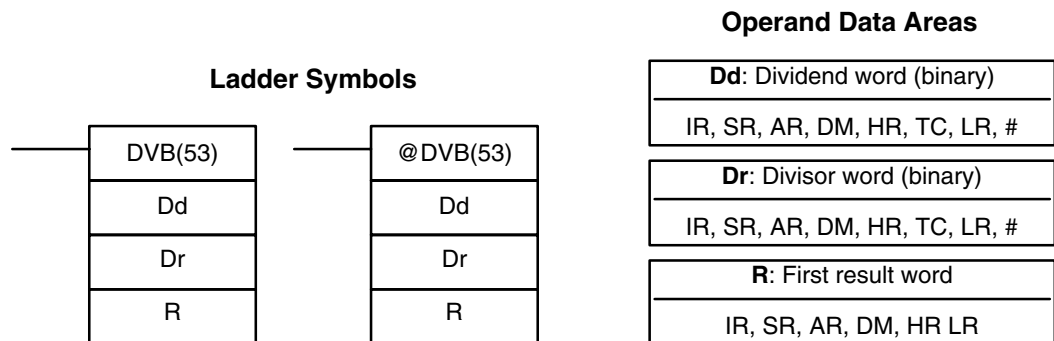 Operand Data Areas
Ladder Symbols
DVB(53)
Dd
Dr
R
@DVB(53)
Dd
Dr
R
Dd: Dividend word (binary)
IR, SR, AR, DM, HR, TC, LR, #
Dr: Divisor word (binary)
IR, SR, AR, DM, HR, TC, LR, #
R: First result word
IR, SR, AR, DM, HR LR